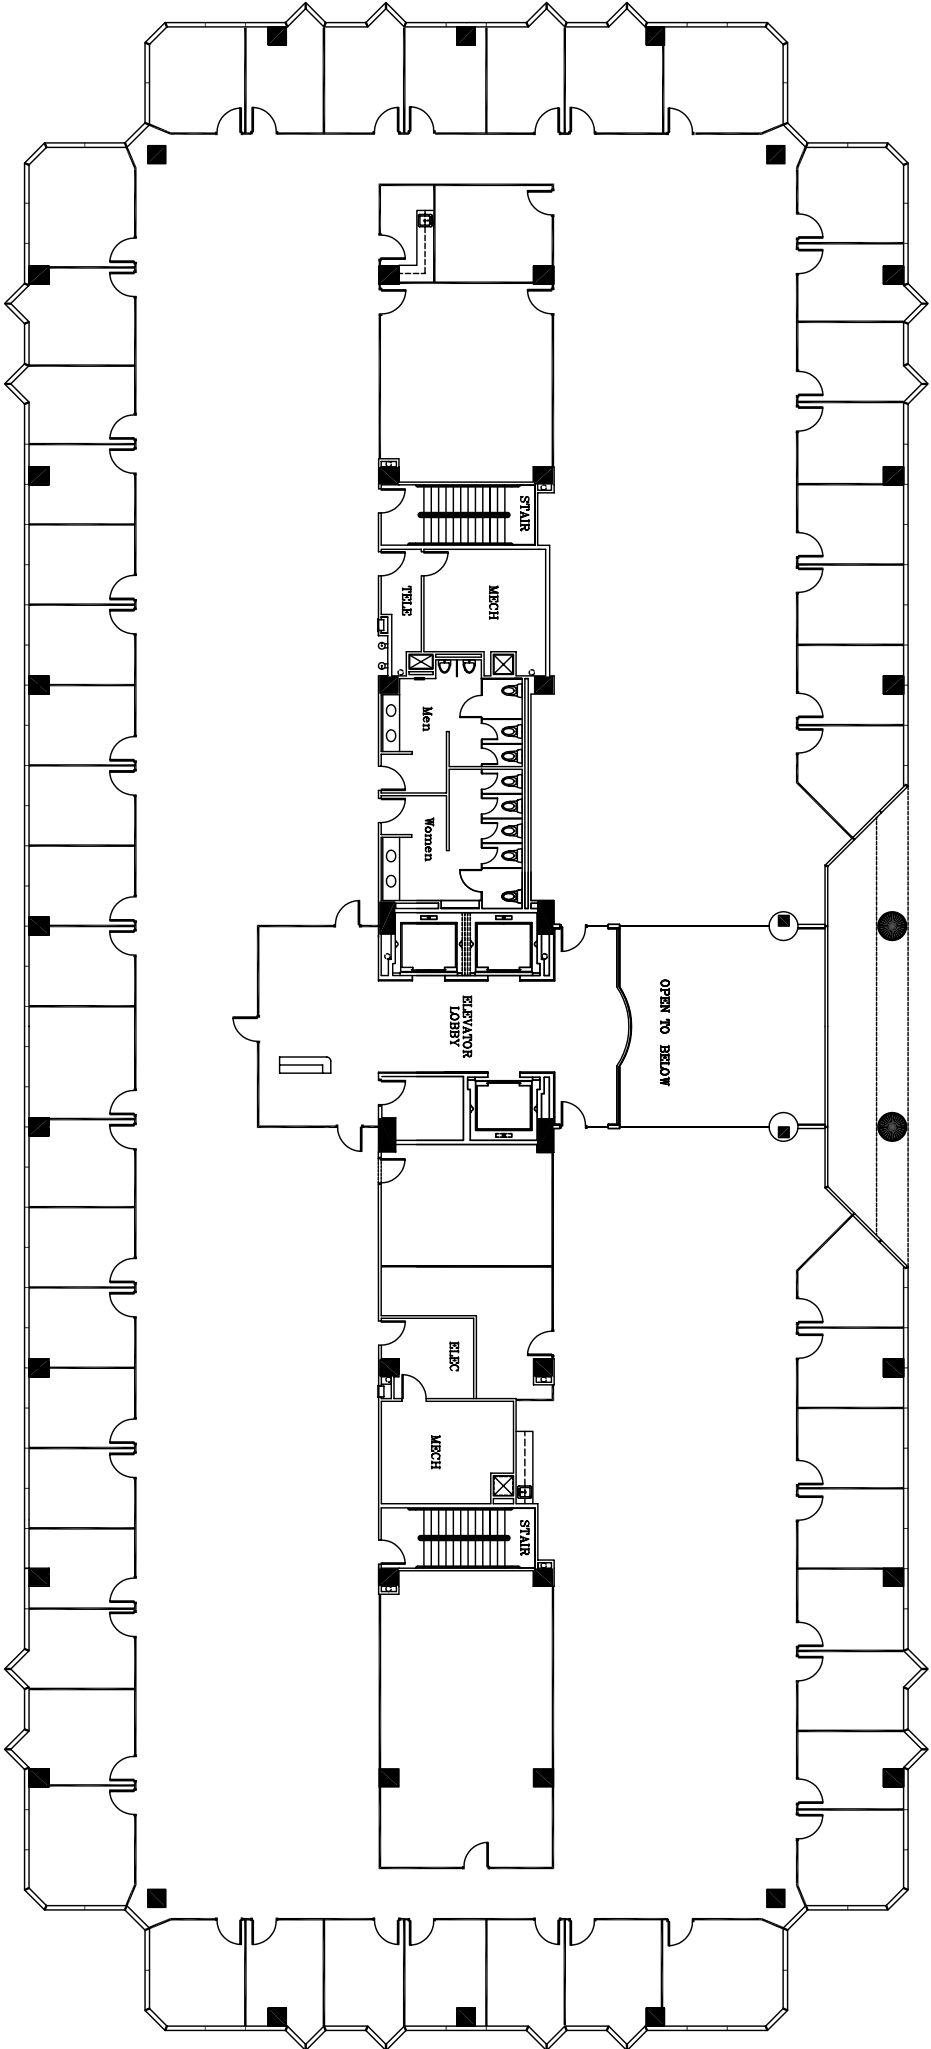 STAIR
MECH
TELE
Men
Women
ELEVATOR
LOBBY
OPEN TO BELOW
ELEC
MECH
STAIR